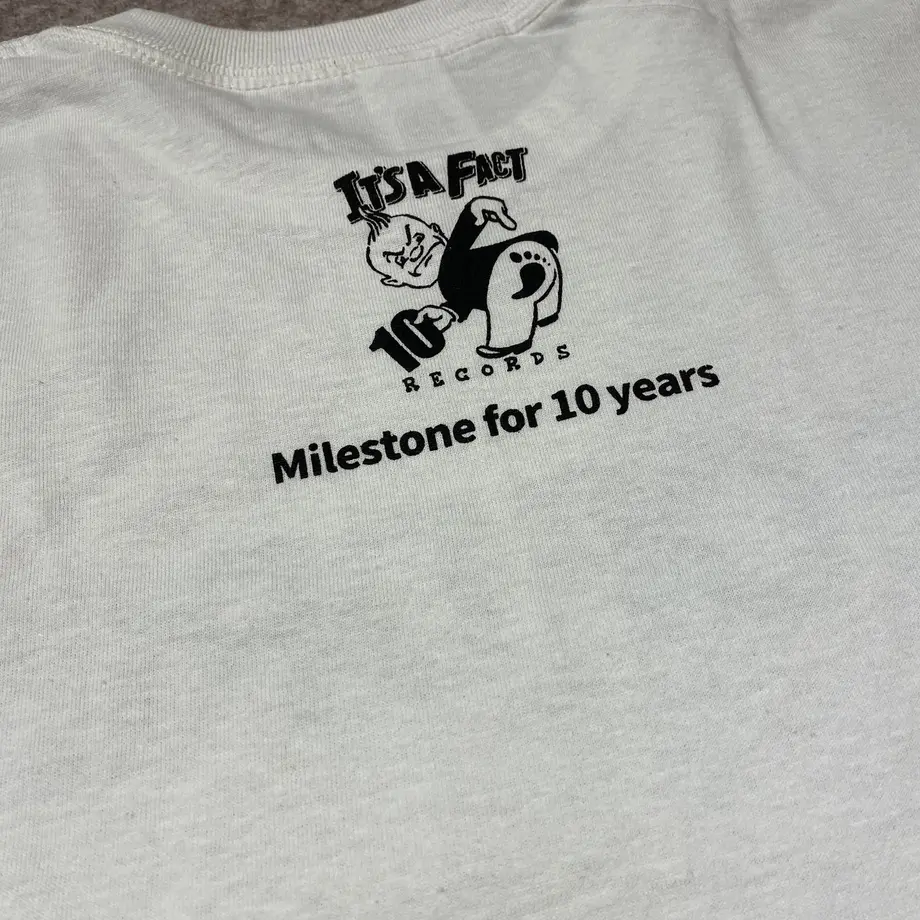 IT'S A FACT
10
RECORDS
Milestone for 10 years